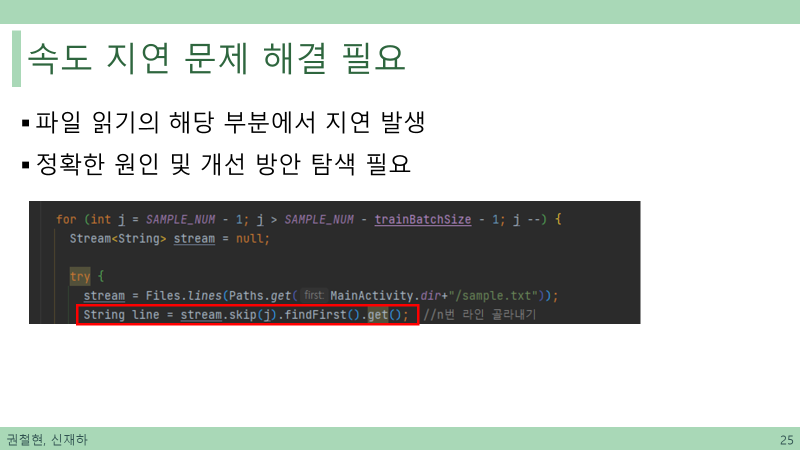 속도 지연 문제 해결 필요
▪ 파일 읽기의 해당 부분에서 지연 발생
▪ 정확한 원인 및 개선 방안 탐색 필요
for (int j = SAMPLE_NUM - 1; j > SAMPLE_NUM - trainBatchSize - 1; j --) {
Stream<String> stream = null;
try {
stream = Files.lines(Paths.get( first: MainActivity.dir+"/sample.txt"));
String line = stream.skip(j).findFirst().get(); //n번 라인 골라내기
권철현, 신재하
25